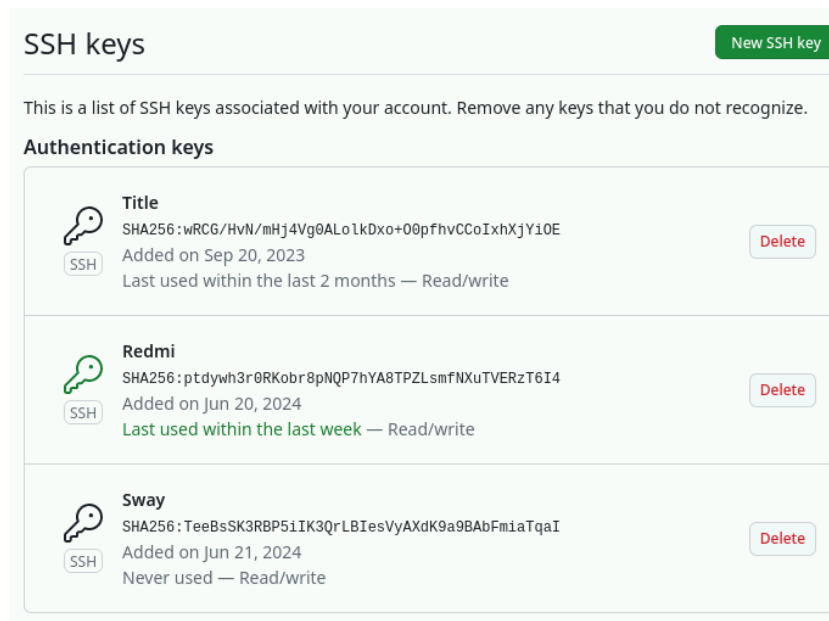 SSH keys
New SSH key
This is a list of SSH keys associated with your account. Remove any keys that you do not recognize.
Authentication keys
Title
SHA256:wRCG/HvN/mHj4Vg0ALolkDxo+O0pfhvCCoIxhXjYiOE
Added on Sep 20, 2023
Last used within the last 2 months — Read/write
SSH
Delete
Redmi
SHA256:ptdywh3r0RKobr8pNQP7hYA8TPZLsmfNXuTVERzT6I4
Added on Jun 20, 2024
Last used within the last week — Read/write
SSH
Delete
Sway
SHA256:TeeBsSK3RBP5iIK3QrLBIesVyAXdK9a9BAbFmiaTqaI
Added on Jun 21, 2024
Never used — Read/write
SSH
Delete